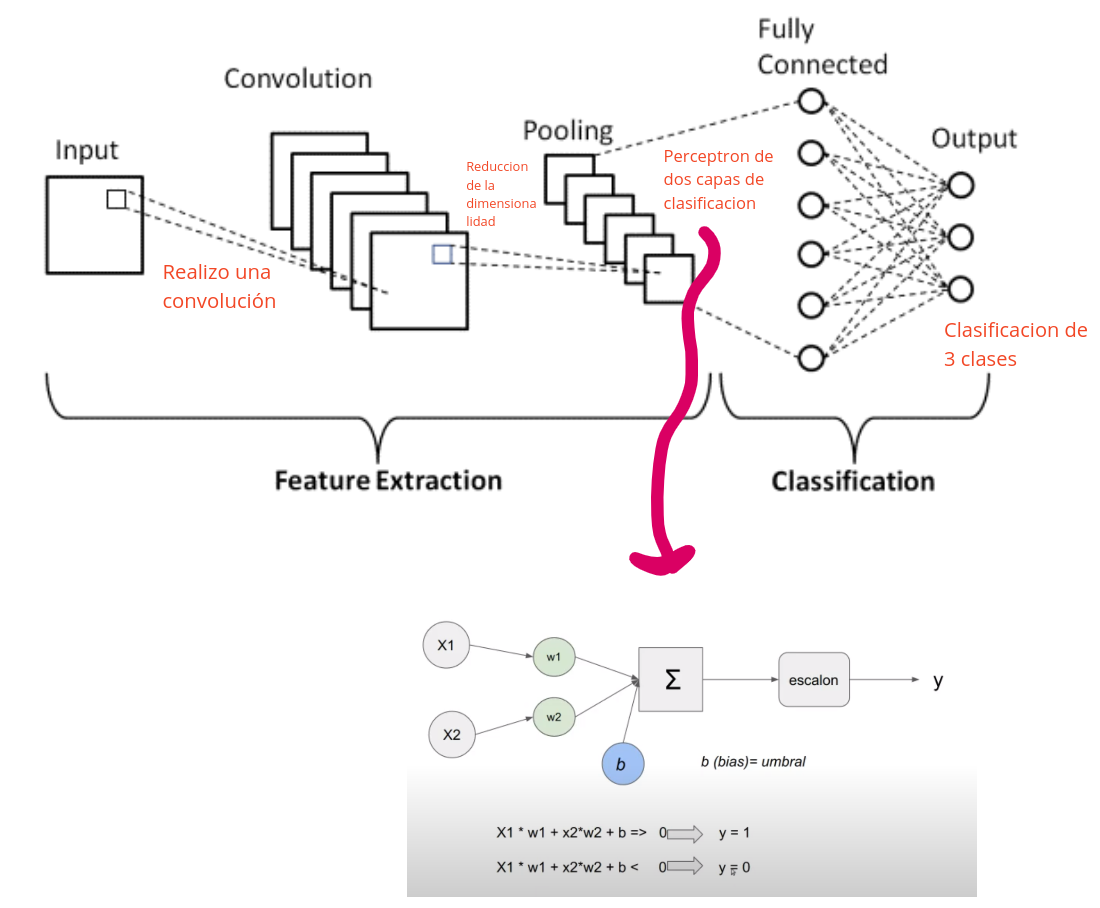 Fully
Connected
Convolution
Pooling
Output
Input
Reduccion
de la
dimensiona
lidad
Perceptron de
dos capas de
clasificacion
Realizo una
convolución
Clasificacion de
3 clases
Feature Extraction
Classification
X1
w1
Σ
escalon
y
w2
X2
b
b (bias)= umbral
X1 * w1 + x2*w2 + b => 0 y = 1
X1 * w1 + x2*w2 + b < 0 y = 0